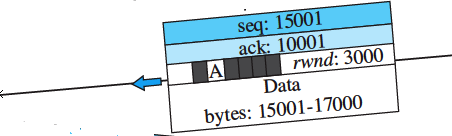 seq: 15001
ack: 10001
A rwnd: 3000
Data
bytes: 15001-17000